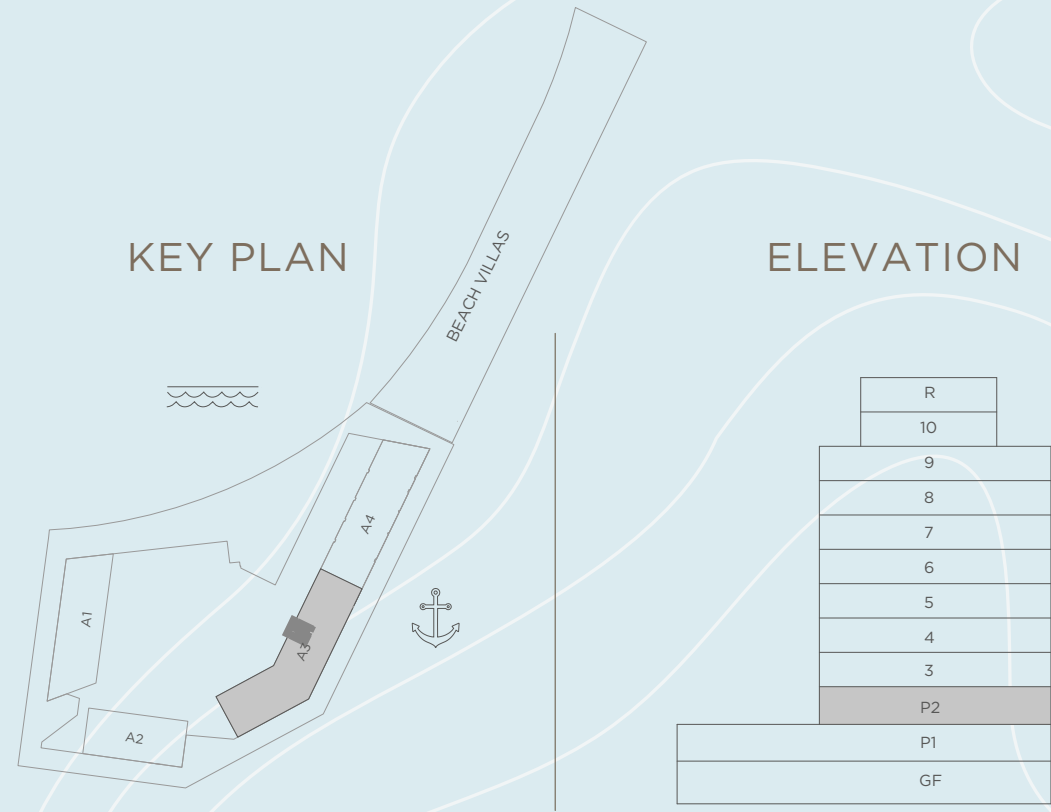 KEY PLAN
ELEVATION
BEACH VILLAS
A4
A1
A3
A2
R
10
9
8
7
6
5
4
3
P2
P1
GF